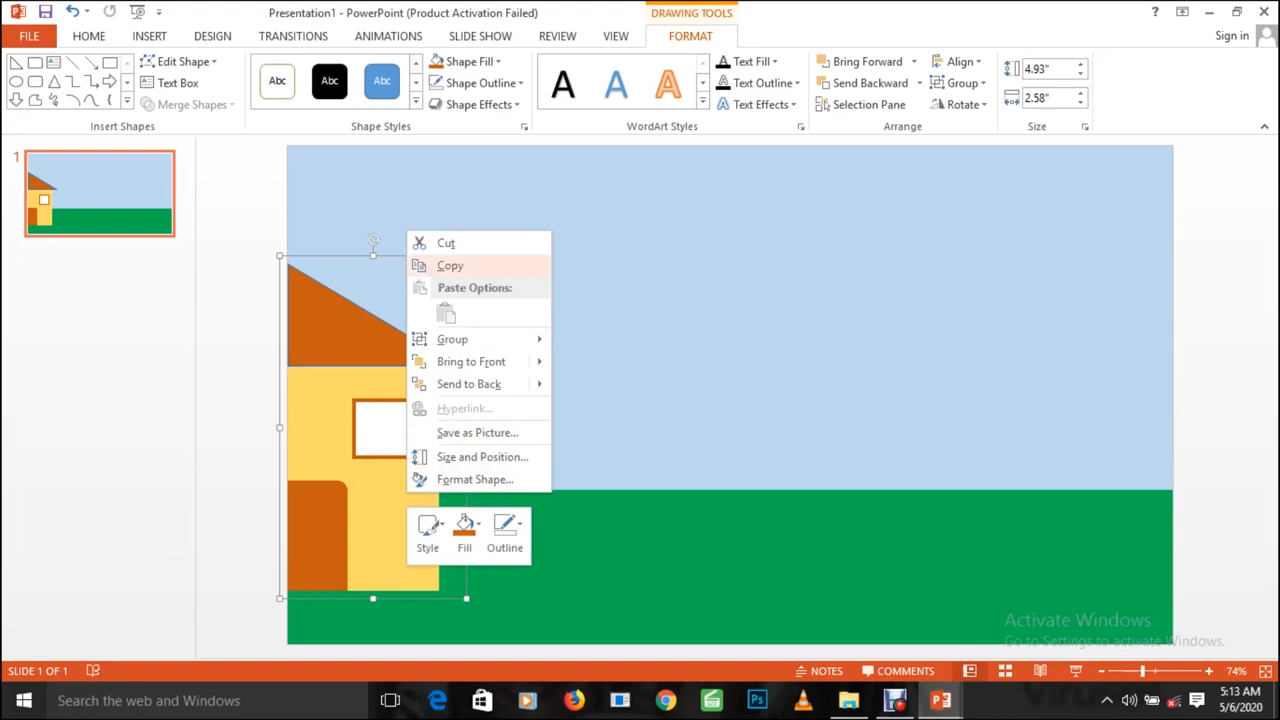 Presentation1 - PowerPoint (Product Activation Failed)
DRAWING TOOLS
?
FILE
HOME
INSERT
DESIGN
TRANSITIONS
ANIMATIONS
SLIDE SHOW
REVIEW
VIEW
FORMAT
Sign in
Edit Shape
Text Box
Merge Shapes
Insert Shapes
Abc
Abc
Abc
Shape Fill
Shape Outline
Shape Effects
Shape Styles
A
A
A
Text Fill
Text Outline
Text Effects
WordArt Styles
Bring Forward
Send Backward
Selection Pane
Align
Group
Rotate
Arrange
4.93"
2.58"
Size
1
Cut
Copy
Paste Options:
Group
Bring to Front
Send to Back
Hyperlink...
Save as Picture...
Size and Position...
Format Shape...
Style
Fill
Outline
Activate Windows
Go to Settings to activate Windows.
SLIDE 1 OF 1
NOTES
COMMENTS
74%
Search the web and Windows
5:13 AM
5/6/2020